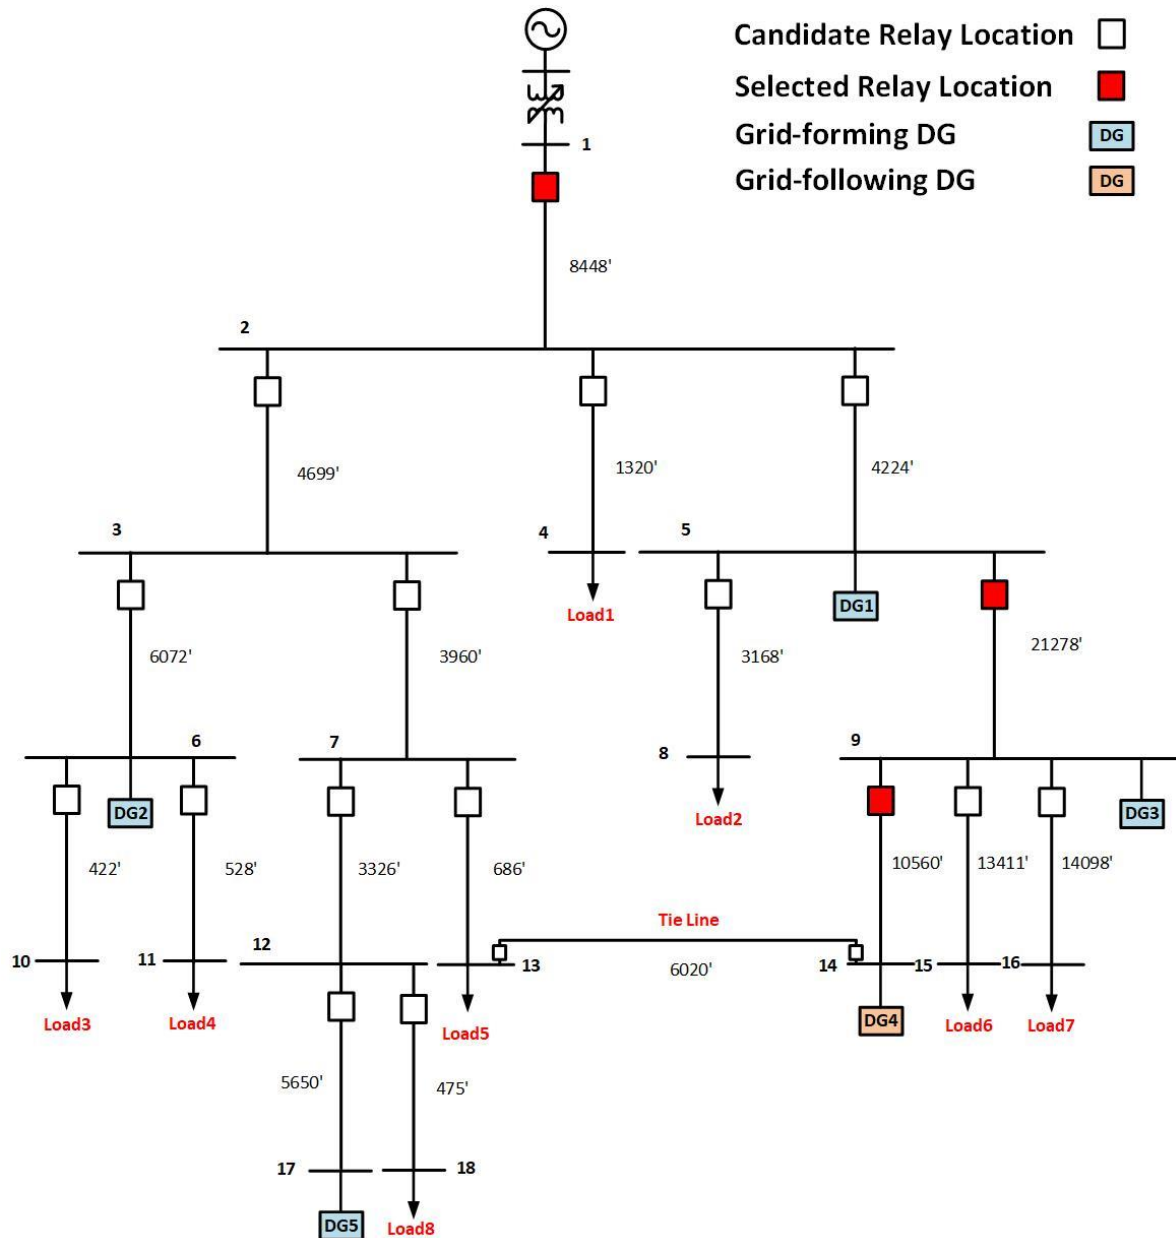 Candidate Relay Location
Selected Relay Location
Grid-forming DG DG
Grid-following DG DG
1
8448'
2
4699'
1320'
4224'
3
4
5
Load1
DG1
6072'
3960'
3168'
21278'
6
7
8
9
DG2
Load2
DG3
422'
528'
3326'
686'
10560'
13411'
14098'
Tie Line
6020'
10
11
12
13
14
15
16
Load3
Load4
Load5
DG4
Load6
Load7
5650'
475'
17
18
DG5
Load8